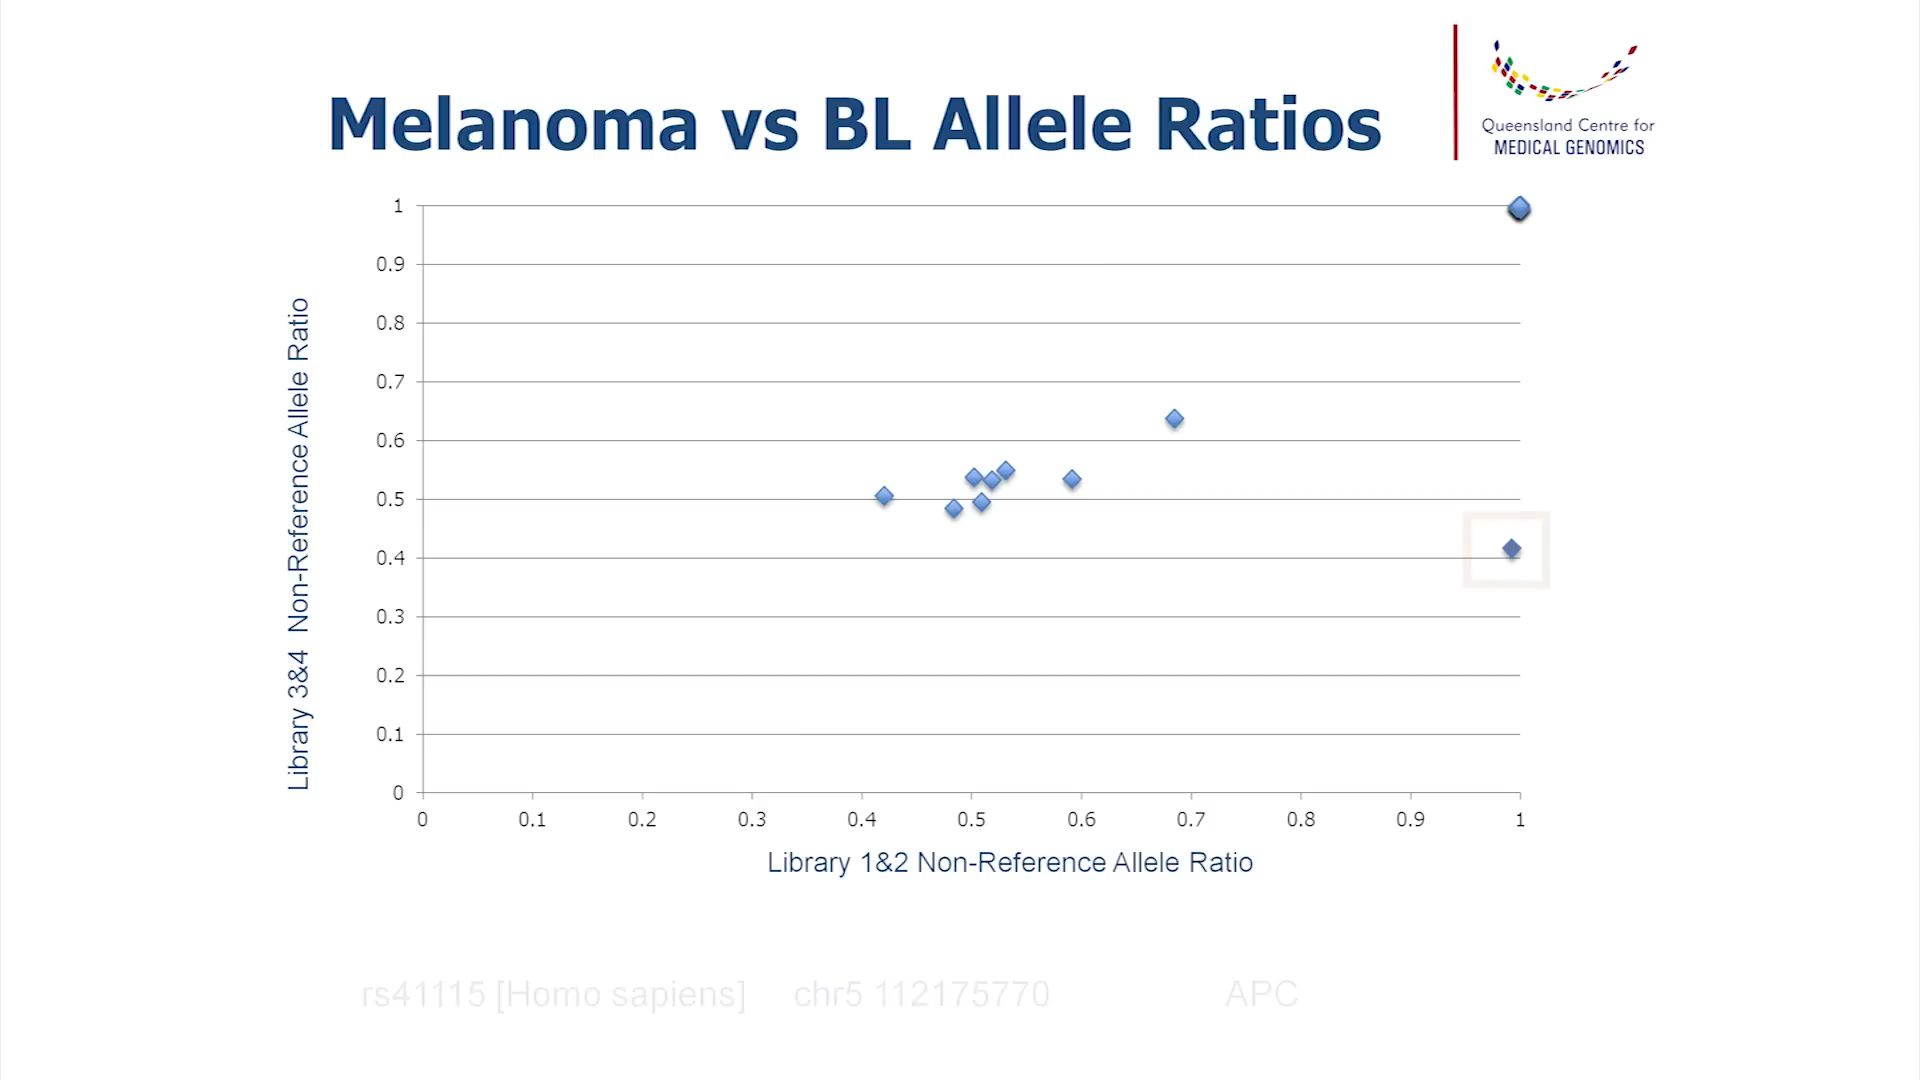 Melanoma vs BL Allele Ratios
Queensland Centre for
MEDICAL GENOMICS
1
0.9
0.8
0.7
0.6
0.5
0.4
0.3
0.2
0.1
0
Library 3&4 Non-Reference Allele Ratio
0 0.1 0.2 0.3 0.4 0.5 0.6 0.7 0.8 0.9 1
Library 1&2 Non-Reference Allele Ratio
rs41115 [Homo sapiens] chr5 112175770 APC